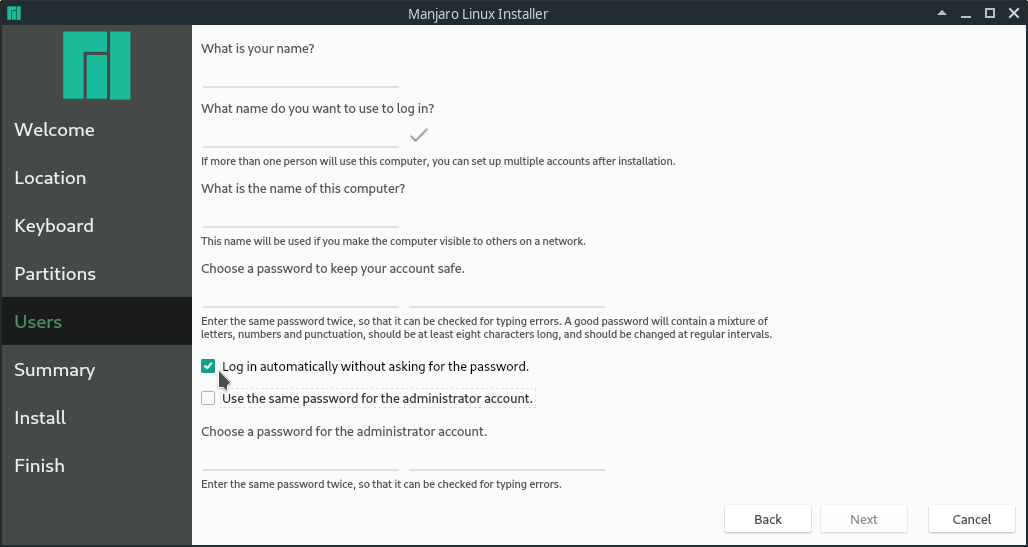 Manjaro Linux Installer
Welcome
Location
Keyboard
Partitions
Users
Summary
Install
Finish
What is your name?
What name do you want to use to log in?
If more than one person will use this computer, you can set up multiple accounts after installation.
What is the name of this computer?
This name will be used if you make the computer visible to others on a network.
Choose a password to keep your account safe.
Enter the same password twice, so that it can be checked for typing errors. A good password will contain a mixture of
letters, numbers and punctuation, should be at least eight characters long, and should be changed at regular intervals.
Log in automatically without asking for the password.
Use the same password for the administrator account.
Choose a password for the administrator account.
Enter the same password twice, so that it can be checked for typing errors.
Back
Next
Cancel